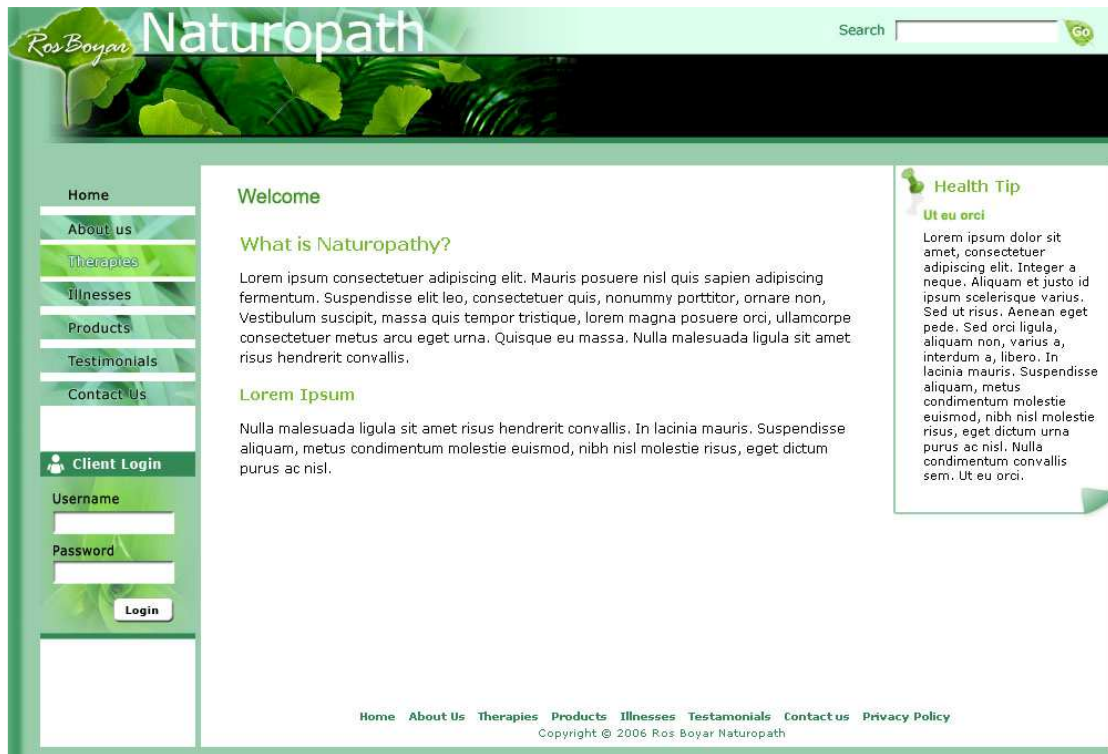 Ros Boyar Naturopath
Search
Go
Home
About us
Therapies
Illnesses
Products
Testimonials
Contact Us
Client Login
Username
Password
Login
Welcome
What is Naturopathy?
Lorem ipsum consectetuer adipiscing elit. Mauris posuere nisl quis sapien adipiscing
fermentum. Suspendisse elit leo, consectetuer quis, nonummy porttitor, ornare non,
Vestibulum suscipit, massa quis tempor tristique, lorem magna posuere orci, ullamcorpe
consectetuer metus arcu eget urna. Quisque eu massa. Nulla malesuada ligula sit amet
risus hendrerit convallis.
Lorem Ipsum
Nulla malesuada ligula sit amet risus hendrerit convallis. In lacinia mauris. Suspendisse
aliquam, metus condimentum molestie euismod, nibh nisl molestie risus, eget dictum
purus ac nisl.
Health Tip
Ut eu orci
Lorem ipsum dolor sit
amet, consectetuer
adipiscing elit. Integer a
neque. Aliquam et justo id
ipsum scelerisque varius.
Sed ut risus. Aenean eget
pede. Sed orci ligula,
aliquam non, varius a,
interdum a, libero. In
lacinia mauris. Suspendisse
aliquam, metus
condimentum molestie
euismod, nibh nisl molestie
risus, eget dictum urna
purus ac nisl. Nulla
condimentum convallis
sem. Ut eu orci.
Home About Us Therapies Products Illnesses Testamonials Contact us Privacy Policy
Copyright © 2006 Ros Boyar Naturopath